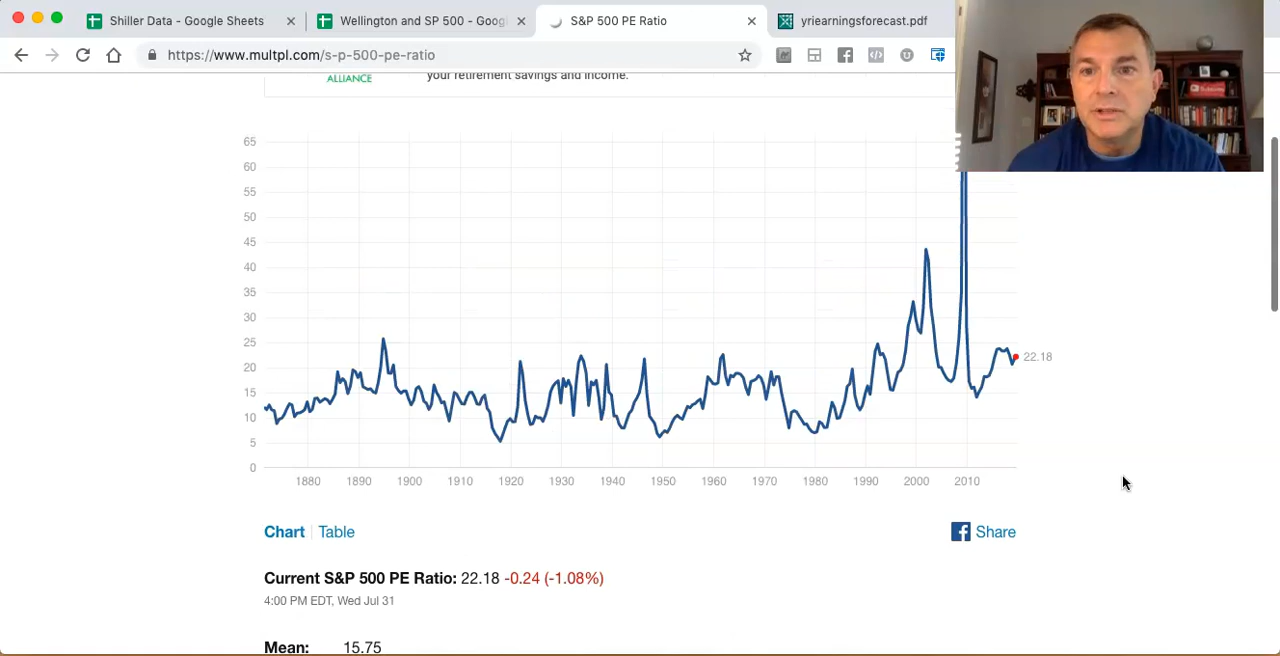 Shiller Data - Google Sheets
Wellington and SP 500 - Goog
S&P 500 PE Ratio
yriearningsforecast.pdf
https://www.multpl.com/s-p-500-pe-ratio
ALLIANCE
your retirement savings and income.
65
60
55
50
45
40
35
30
25
20
15
10
5
0
22.18
1880 1890 1900 1910 1920 1930 1940 1950 1960 1970 1980 1990 2000 2010
Chart | Table
Share
Current S&P 500 PE Ratio: 22.18 -0.24 (-1.08%)
4:00 PM EDT, Wed Jul 31
Mean: 15.75